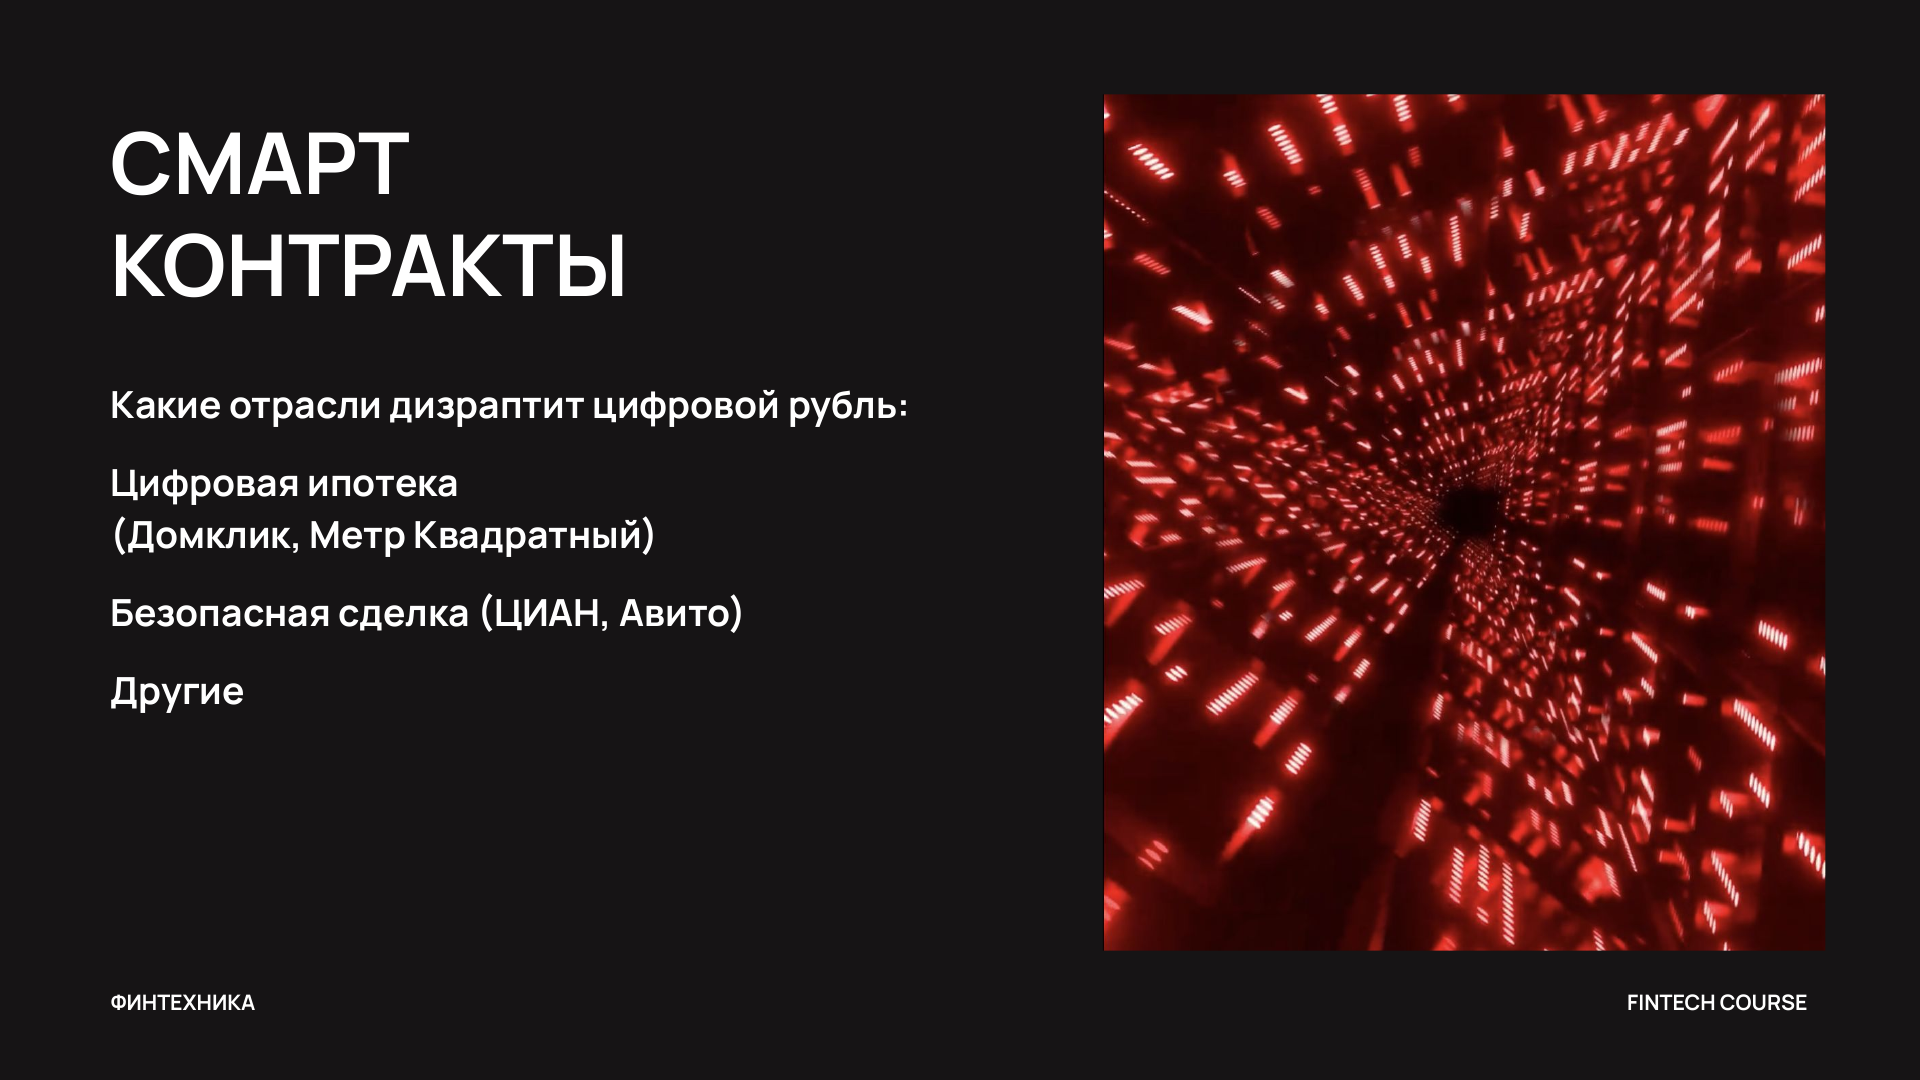 СМАРТ
КОНТРАКТЫ
Какие отрасли дизраптит цифровой рубль:
Цифровая ипотека
(Домклик, Метр Квадратный)
Безопасная сделка (ЦИАН, Авито)
Другие
ФИНТЕХНИКА
FINTECH COURSE